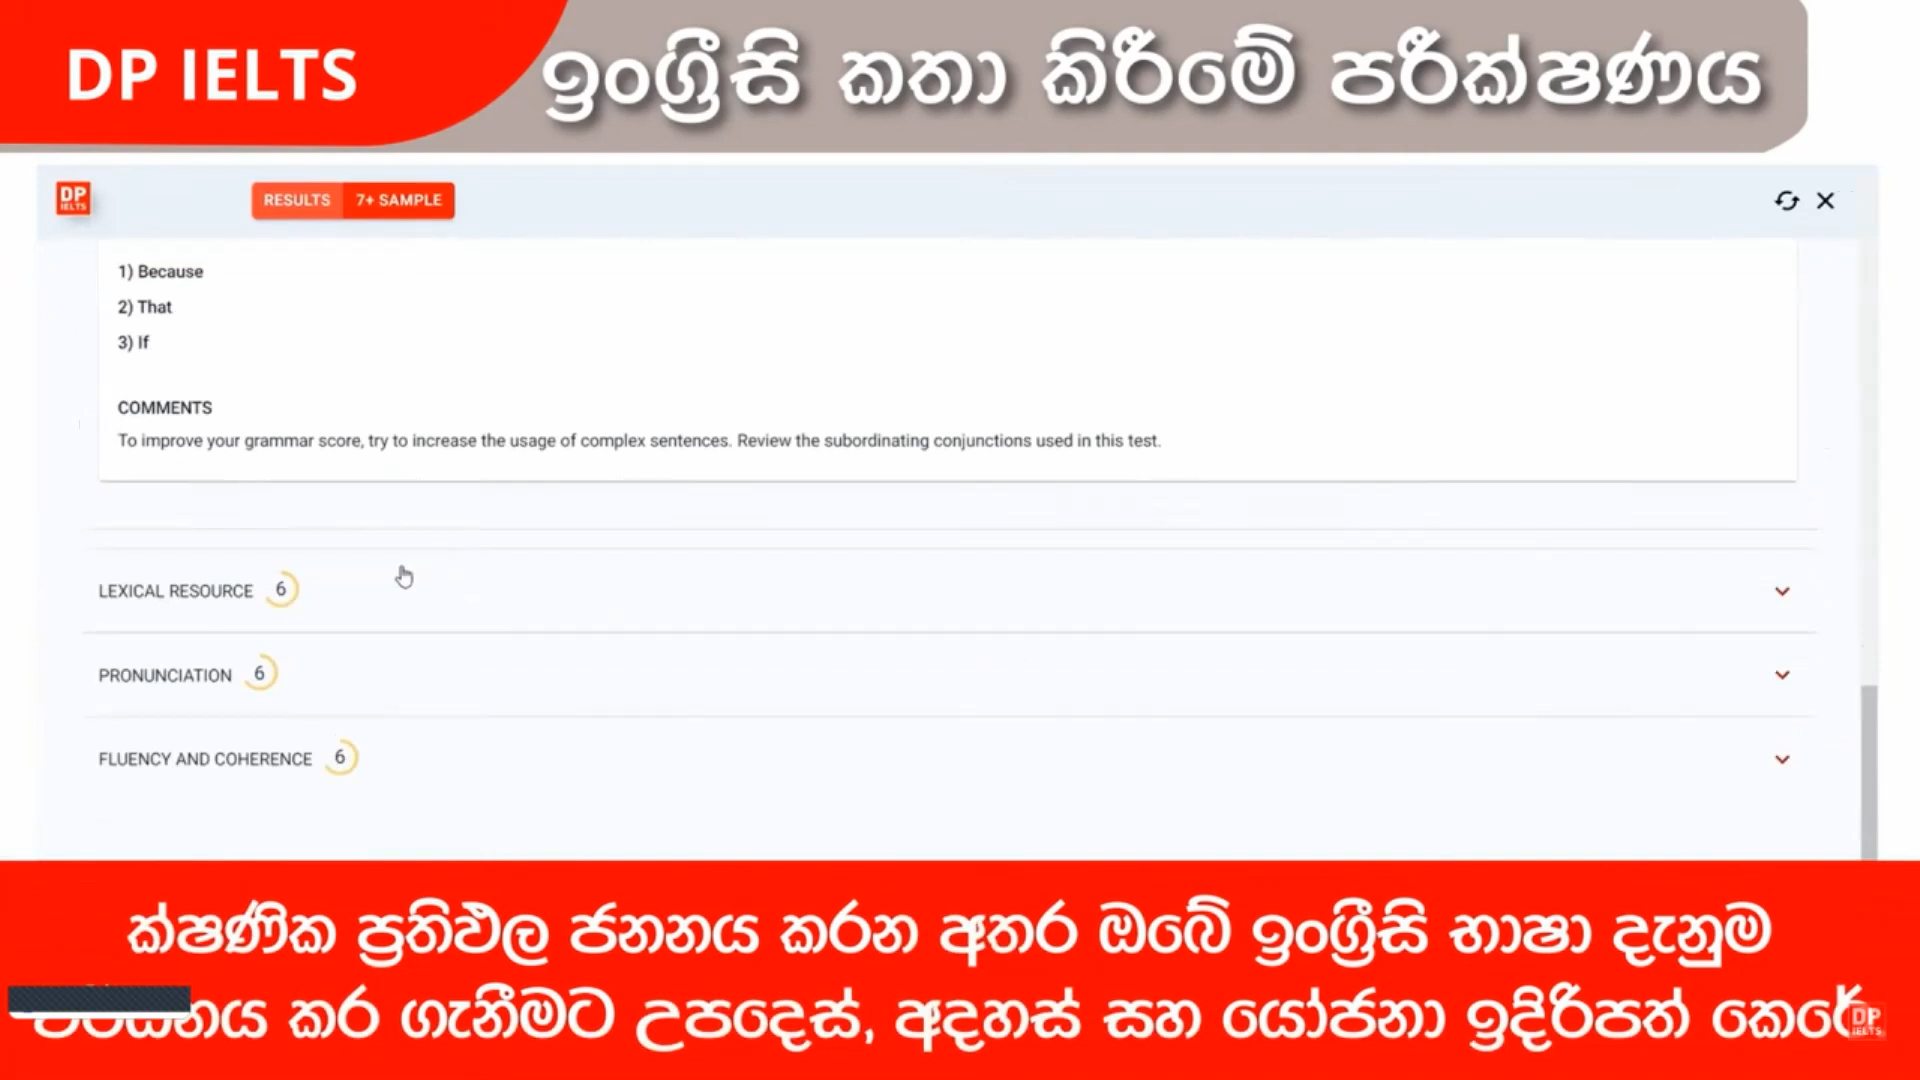 DP IELTS
ඉංග්‍රීසි කතා කිරීමේ පරීක්ෂණය
DP
IELTS
RESULTS 7+ SAMPLE
1) Because
2) That
3) If
COMMENTS
To improve your grammar score, try to increase the usage of complex sentences. Review the subordinating conjunctions used in this test.
LEXICAL RESOURCE 6
PRONUNCIATION 6
FLUENCY AND COHERENCE 6
ක්ෂණික ප්‍රතිඵල ජනනය කරන අතර ඔබේ ඉංග්‍රීසි භාෂා දැනුම
කර ගැනීමට උපදෙස්, අදහස් සහ යෝජනා ඉදිරිපත් කෙරේ
DP
IELTS